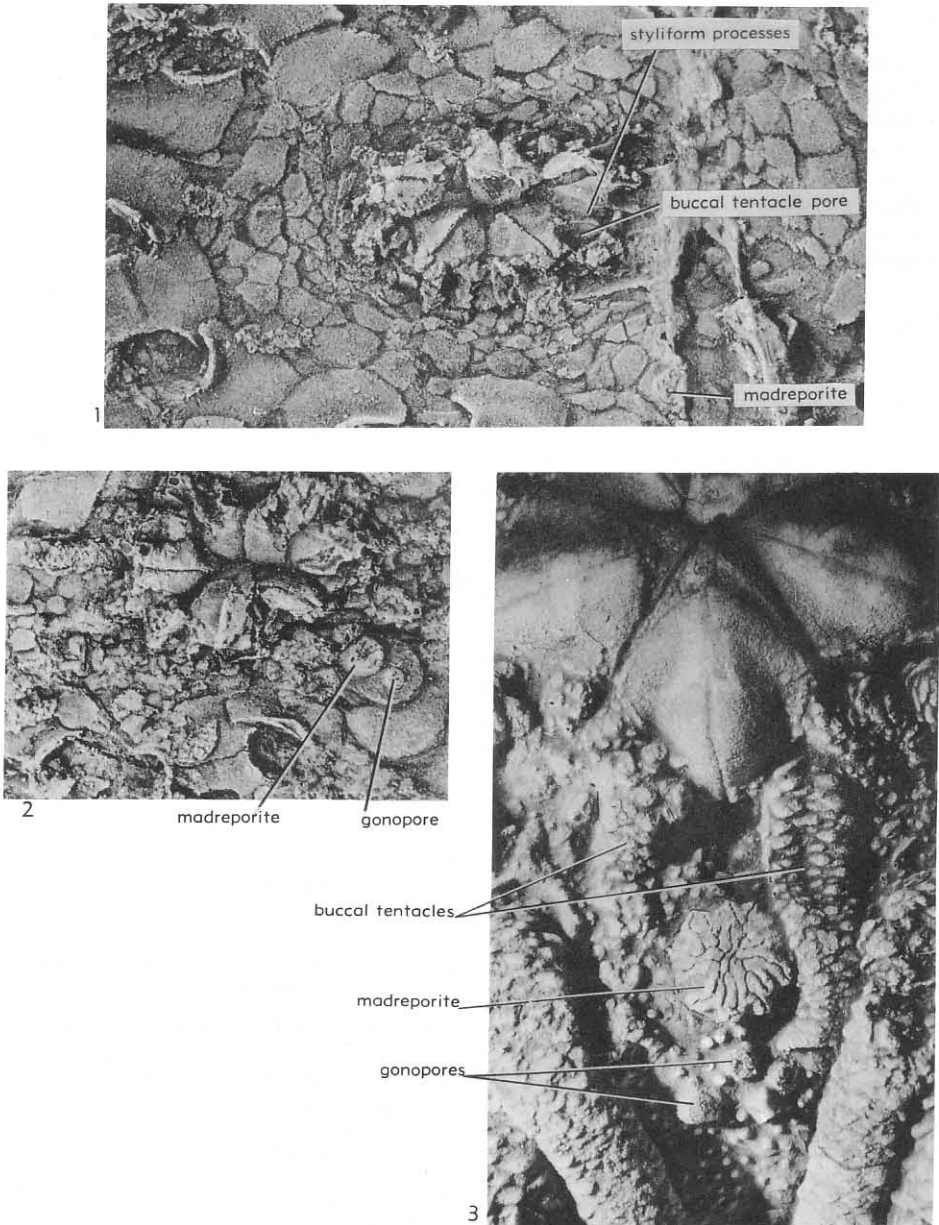 styliform processes
buccal tentacle pore
madreporite
1
2
madreporite
gonopore
buccal tentacles
madreporite
gonopores
3